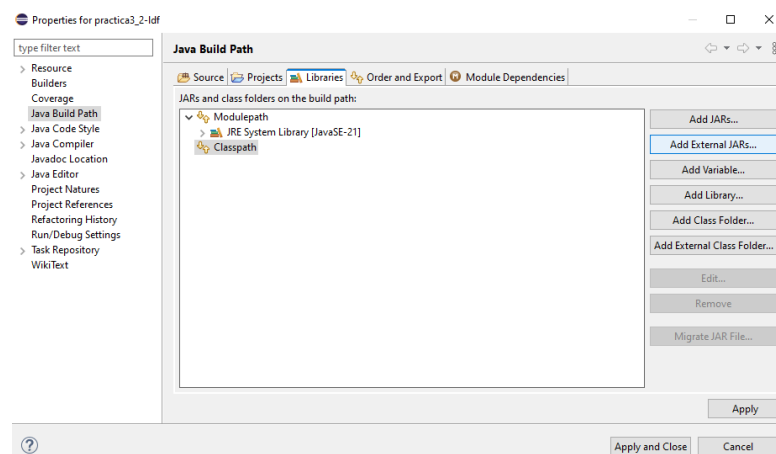 Properties for practica3_2-ldf
type filter text
Resource
Builders
Coverage
Java Build Path
Java Code Style
Java Compiler
Javadoc Location
Java Editor
Project Natures
Project References
Refactoring History
Run/Debug Settings
Task Repository
WikiText
Java Build Path
Source Projects Libraries Order and Export Module Dependencies
JARs and class folders on the build path:
Modulepath
JRE System Library [JavaSE-21]
Classpath
Add JARs...
Add External JARs...
Add Variable...
Add Library...
Add Class Folder...
Add External Class Folder...
Edit...
Remove
Migrate JAR File...
Apply
Apply and Close Cancel